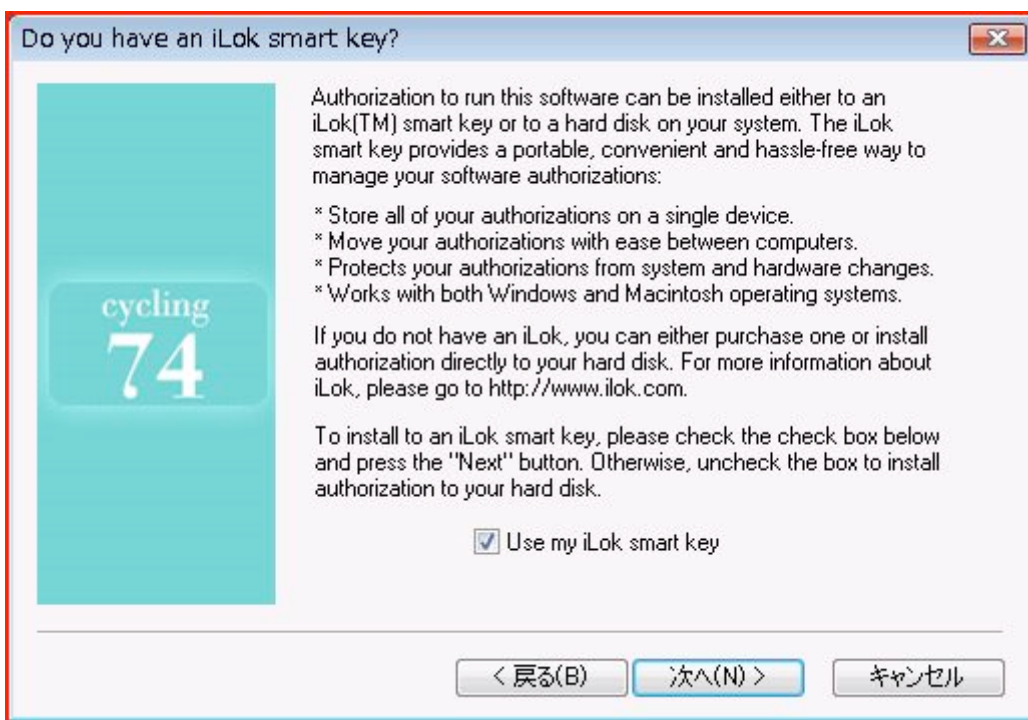 Do you have an iLok smart key?
cycling
74
Authorization to run this software can be installed either to an
iLok(TM) smart key or to a hard disk on your system. The iLok
smart key provides a portable, convenient and hassle-free way to
manage your software authorizations:
* Store all of your authorizations on a single device.
* Move your authorizations with ease between computers.
* Protects your authorizations from system and hardware changes.
* Works with both Windows and Macintosh operating systems.
If you do not have an iLok, you can either purchase one or install
authorization directly to your hard disk. For more information about
iLok, please go to http://www.ilok.com.
To install to an iLok smart key, please check the check box below
and press the "Next" button. Otherwise, uncheck the box to install
authorization to your hard disk.
Use my iLok smart key
< 戻る(B) 次へ(N) > キャンセル